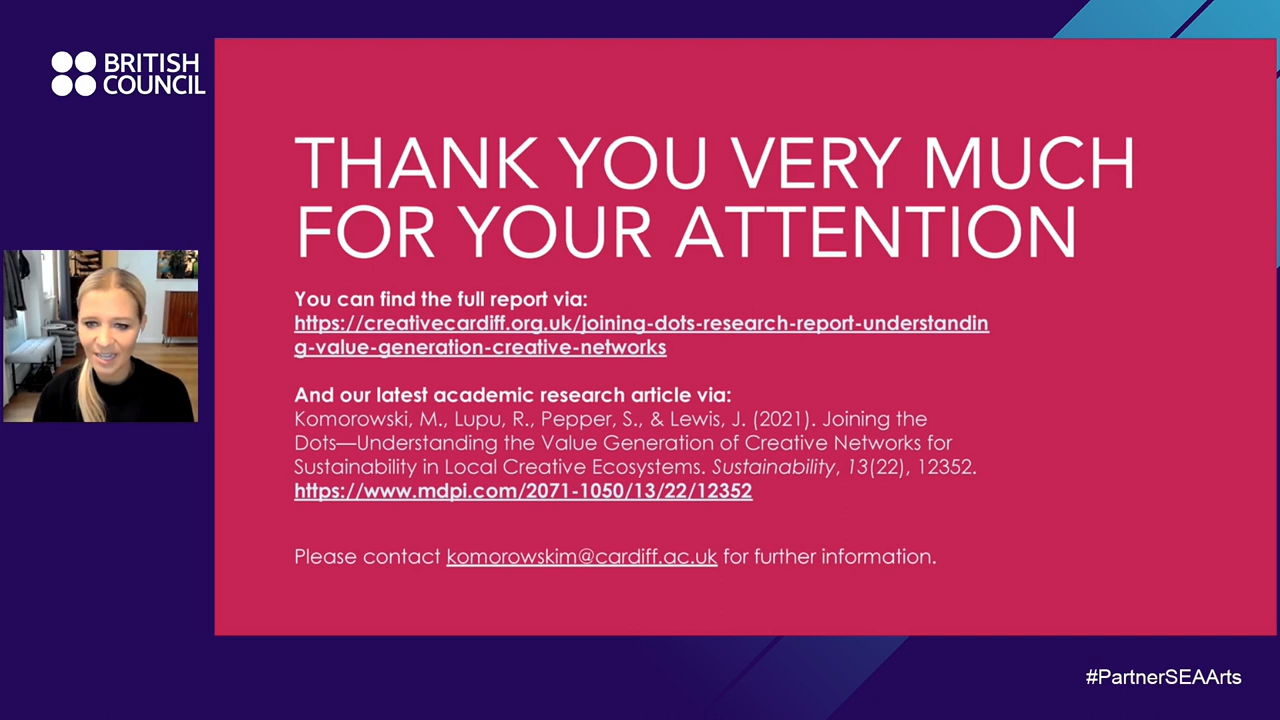 BRITISH
COUNCIL
THANK YOU VERY MUCH
FOR YOUR ATTENTION
You can find the full report via:
https://creativecardiff.org.uk/joining-dots-research-report-understandin
g-value-generation-creative-networks
And our latest academic research article via:
Komorowski, M., Lupu, R., Pepper, S., & Lewis, J. (2021). Joining the
Dots—Understanding the Value Generation of Creative Networks for
Sustainability in Local Creative Ecosystems. Sustainability, 13(22), 12352.
https://www.mdpi.com/2071-1050/13/22/12352
Please contact komorowskim@cardiff.ac.uk for further information.
#PartnerSEAArts